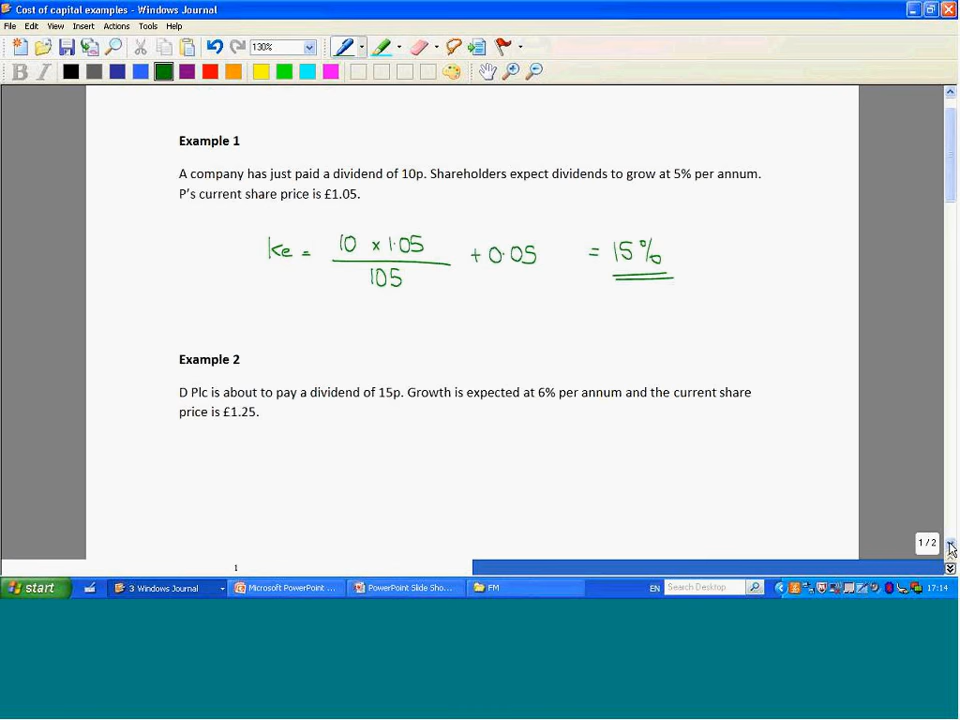 Cost of capital examples - Windows Journal
File Edit View Insert Actions Tools Help
130%
B I
Example 1
A company has just paid a dividend of 10p. Shareholders expect dividends to grow at 5% per annum.
P's current share price is £1.05.
Ke = 10 x 1.05 + 0.05 = 15%
105
Example 2
D Plc is about to pay a dividend of 15p. Growth is expected at 6% per annum and the current share
price is £1.25.
1 / 2
1
start 3 Windows Journal Microsoft PowerPoint ... PowerPoint Slide Sho... FM EN Search Desktop 17:14